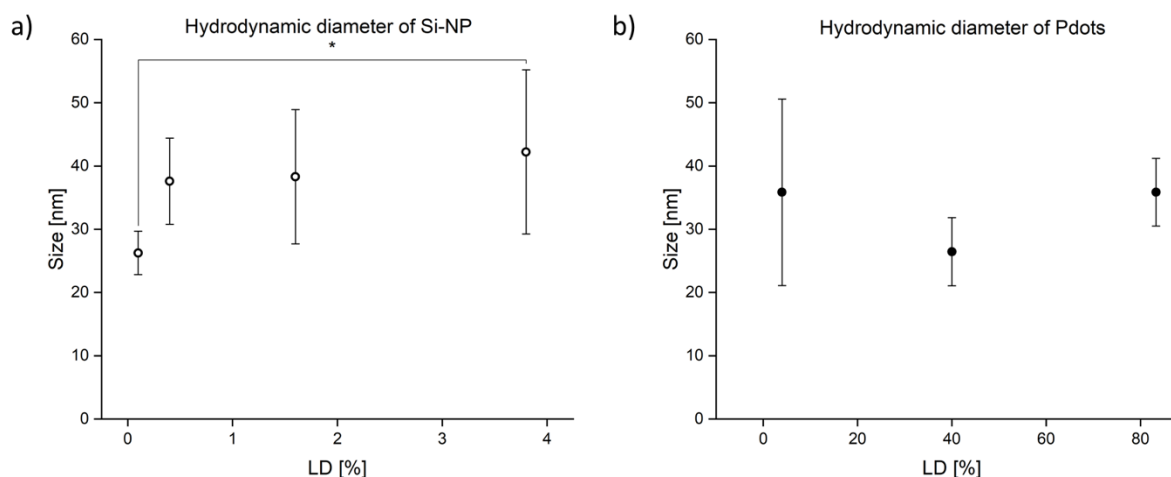 a)
Hydrodynamic diameter of Si-NP
*
60
50
40
30
20
10
0
Size [nm]
0 1 2 3 4
LD [%]
b)
Hydrodynamic diameter of Pdots
60
50
40
30
20
10
0
Size [nm]
0 20 40 60 80
LD [%]